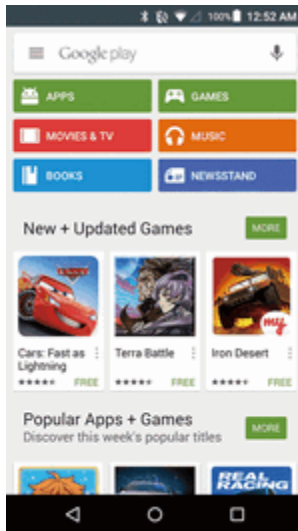 100% 12:52 AM
Google play
APPS
GAMES
MOVIES & TV
MUSIC
BOOKS
NEWSSTAND
New + Updated Games
MORE
CARS
my
Cars: Fast as
Lightning
Terra Battle
Iron Desert
FREE
FREE
FREE
Popular Apps + Games
MORE
Discover this week's popular titles
REAL
RACING